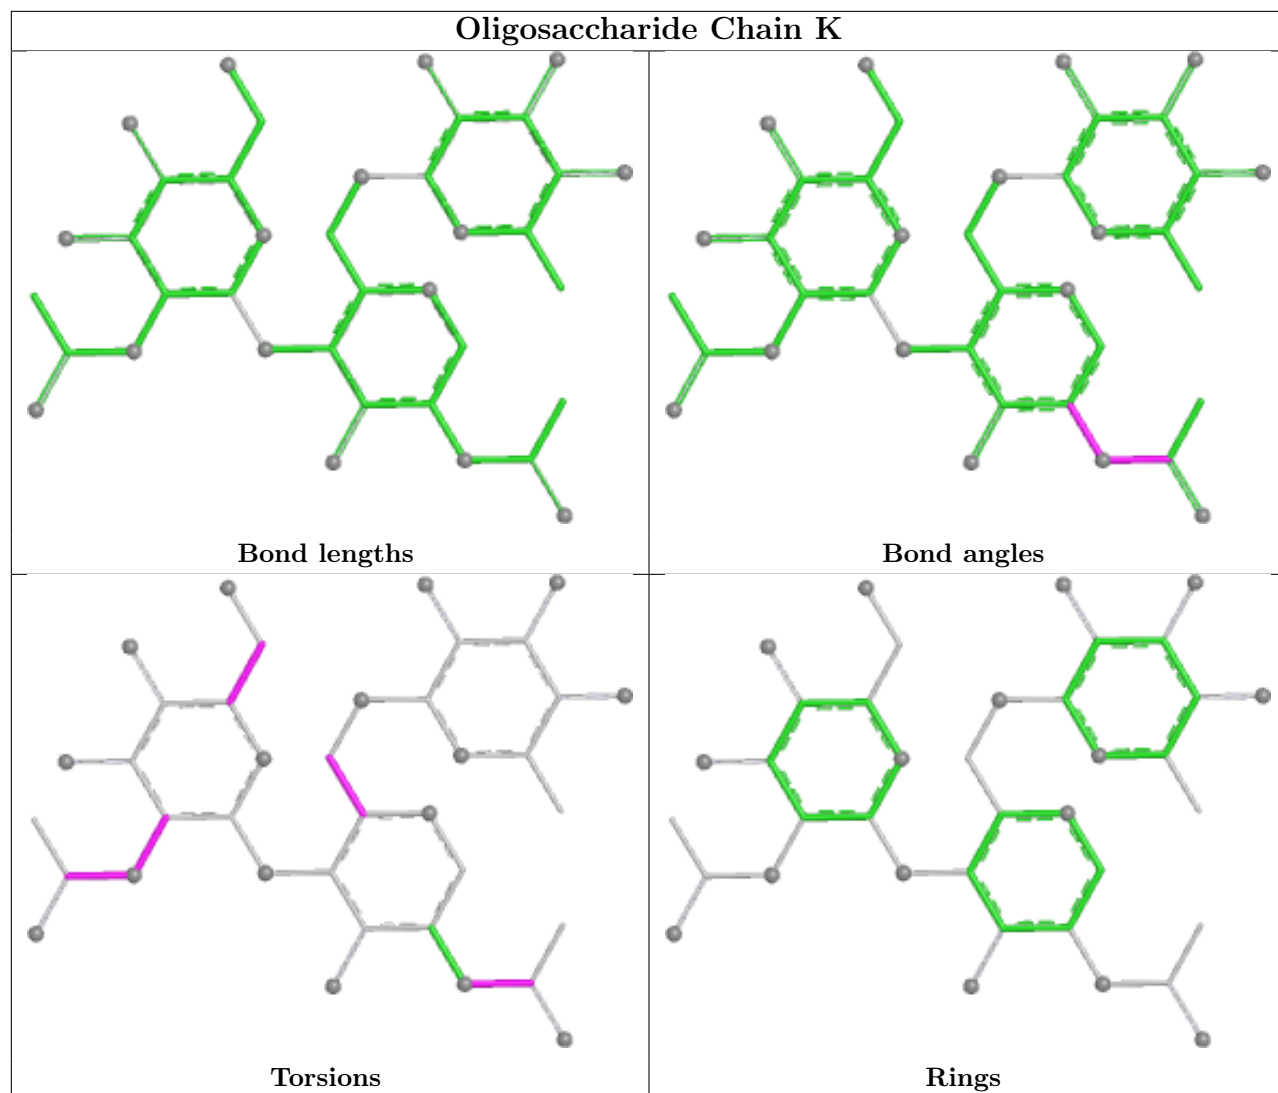 Oligosaccharide Chain K
Bond lengths
Bond angles
Torsions
Rings